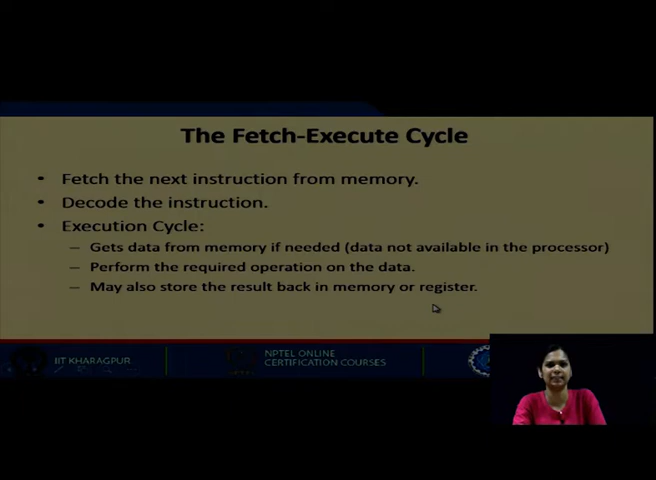 The Fetch-Execute Cycle
• Fetch the next instruction from memory.
• Decode the instruction.
• Execution Cycle:
– Gets data from memory if needed (data not available in the processor)
– Perform the required operation on the data.
– May also store the result back in memory or register.
IIT KHARAGPUR
NPTEL ONLINE
CERTIFICATION COURSES